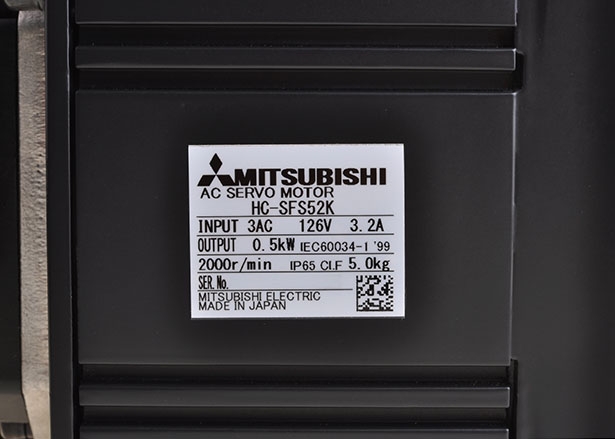 MITSUBISHI
AC SERVO MOTOR
HC-SFS52K
INPUT 3AC 126V 3.2A
OUTPUT 0.5kW IEC60034-1 '99
2000r/min IP65 Cl.F 5.0kg
SER.No.
MITSUBISHI ELECTRIC
MADE IN JAPAN